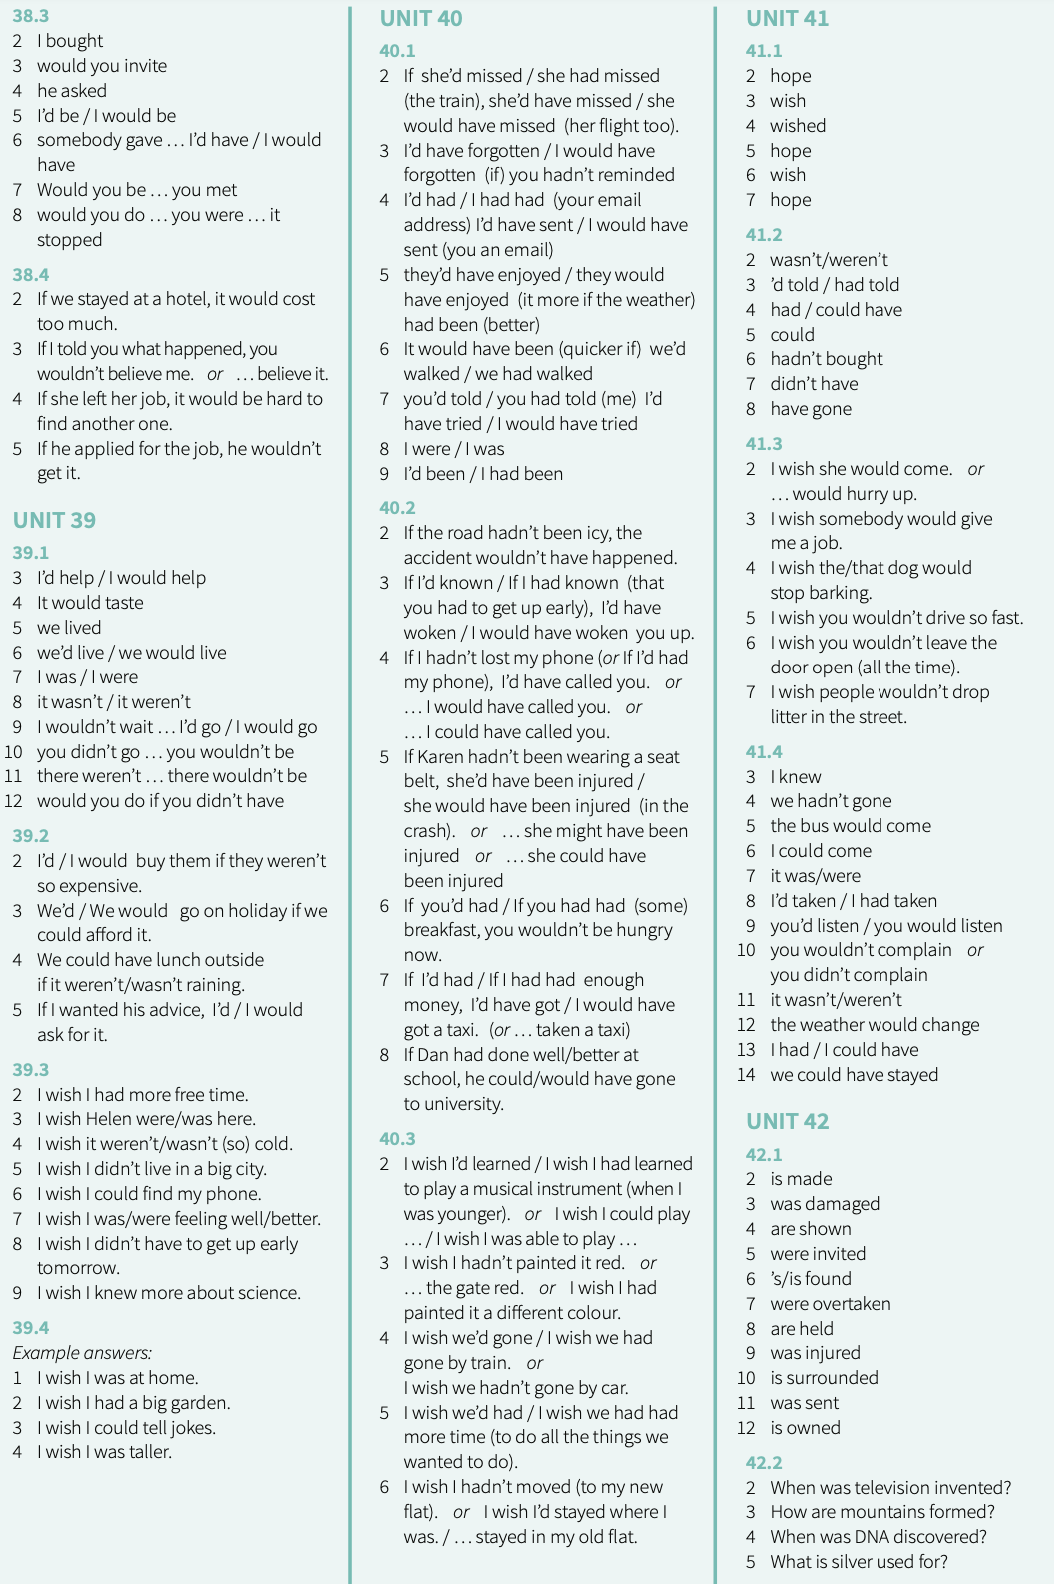 38.3
2 I bought
3 would you invite
4 he asked
5 I’d be / I would be
6 somebody gave … I’d have / I would
have
7 Would you be … you met
8 would you do … you were … it
stopped
38.4
2 If we stayed at a hotel, it would cost
too much.
3 If I told you what happened, you
wouldn’t believe me. or … believe it.
4 If she left her job, it would be hard to
find another one.
5 If he applied for the job, he wouldn’t
get it.
UNIT 39
39.1
3 I’d help / I would help
4 It would taste
5 we lived
6 we’d live / we would live
7 I was / I were
8 it wasn’t / it weren’t
9 I wouldn’t wait … I’d go / I would go
10 you didn’t go … you wouldn’t be
11 there weren’t … there wouldn’t be
12 would you do if you didn’t have
39.2
2 I’d / I would buy them if they weren’t
so expensive.
3 We’d / We would go on holiday if we
could afford it.
4 We could have lunch outside
if it weren’t/wasn’t raining.
5 If I wanted his advice, I’d / I would
ask for it.
39.3
2 I wish I had more free time.
3 I wish Helen were/was here.
4 I wish it weren’t/wasn’t (so) cold.
5 I wish I didn’t live in a big city.
6 I wish I could find my phone.
7 I wish I was/were feeling well/better.
8 I wish I didn’t have to get up early
tomorrow.
9 I wish I knew more about science.
39.4
Example answers:
1 I wish I was at home.
2 I wish I had a big garden.
3 I wish I could tell jokes.
4 I wish I was taller.
UNIT 40
40.1
2 If she’d missed / she had missed
(the train), she’d have missed / she
would have missed (her flight too).
3 I’d have forgotten / I would have
forgotten (if) you hadn’t reminded
4 I’d had / I had had (your email
address) I’d have sent / I would have
sent (you an email)
5 they’d have enjoyed / they would
have enjoyed (it more if the weather)
had been (better)
6 It would have been (quicker if) we’d
walked / we had walked
7 you’d told / you had told (me) I’d
have tried / I would have tried
8 I were / I was
9 I’d been / I had been
40.2
2 If the road hadn’t been icy, the
accident wouldn’t have happened.
3 If I’d known / If I had known (that
you had to get up early), I’d have
woken / I would have woken you up.
4 If I hadn’t lost my phone (or If I’d had
my phone), I’d have called you. or
… I would have called you. or
… I could have called you.
5 If Karen hadn’t been wearing a seat
belt, she’d have been injured /
she would have been injured (in the
crash). or … she might have been
injured or … she could have
been injured
6 If you’d had / If you had had (some)
breakfast, you wouldn’t be hungry
now.
7 If I’d had / If I had had enough
money, I’d have got / I would have
got a taxi. (or … taken a taxi)
8 If Dan had done well/better at
school, he could/would have gone
to university.
40.3
2 I wish I’d learned / I wish I had learned
to play a musical instrument (when I
was younger). or I wish I could play
… / I wish I was able to play …
3 I wish I hadn’t painted it red. or
… the gate red. or I wish I had
painted it a different colour.
4 I wish we’d gone / I wish we had
gone by train. or
I wish we hadn’t gone by car.
5 I wish we’d had / I wish we had had
more time (to do all the things we
wanted to do).
6 I wish I hadn’t moved (to my new
flat). or I wish I’d stayed where I
was. / … stayed in my old flat.
UNIT 41
41.1
2 hope
3 wish
4 wished
5 hope
6 wish
7 hope
41.2
2 wasn’t/weren’t
3 ’d told / had told
4 had / could have
5 could
6 hadn’t bought
7 didn’t have
8 have gone
41.3
2 I wish she would come. or
… would hurry up.
3 I wish somebody would give
me a job.
4 I wish the/that dog would
stop barking.
5 I wish you wouldn’t drive so fast.
6 I wish you wouldn’t leave the
door open (all the time).
7 I wish people wouldn’t drop
litter in the street.
41.4
3 I knew
4 we hadn’t gone
5 the bus would come
6 I could come
7 it was/were
8 I’d taken / I had taken
9 you’d listen / you would listen
10 you wouldn’t complain or
you didn’t complain
11 it wasn’t/weren’t
12 the weather would change
13 I had / I could have
14 we could have stayed
UNIT 42
42.1
2 is made
3 was damaged
4 are shown
5 were invited
6 ’s/is found
7 were overtaken
8 are held
9 was injured
10 is surrounded
11 was sent
12 is owned
42.2
2 When was television invented?
3 How are mountains formed?
4 When was DNA discovered?
5 What is silver used for?